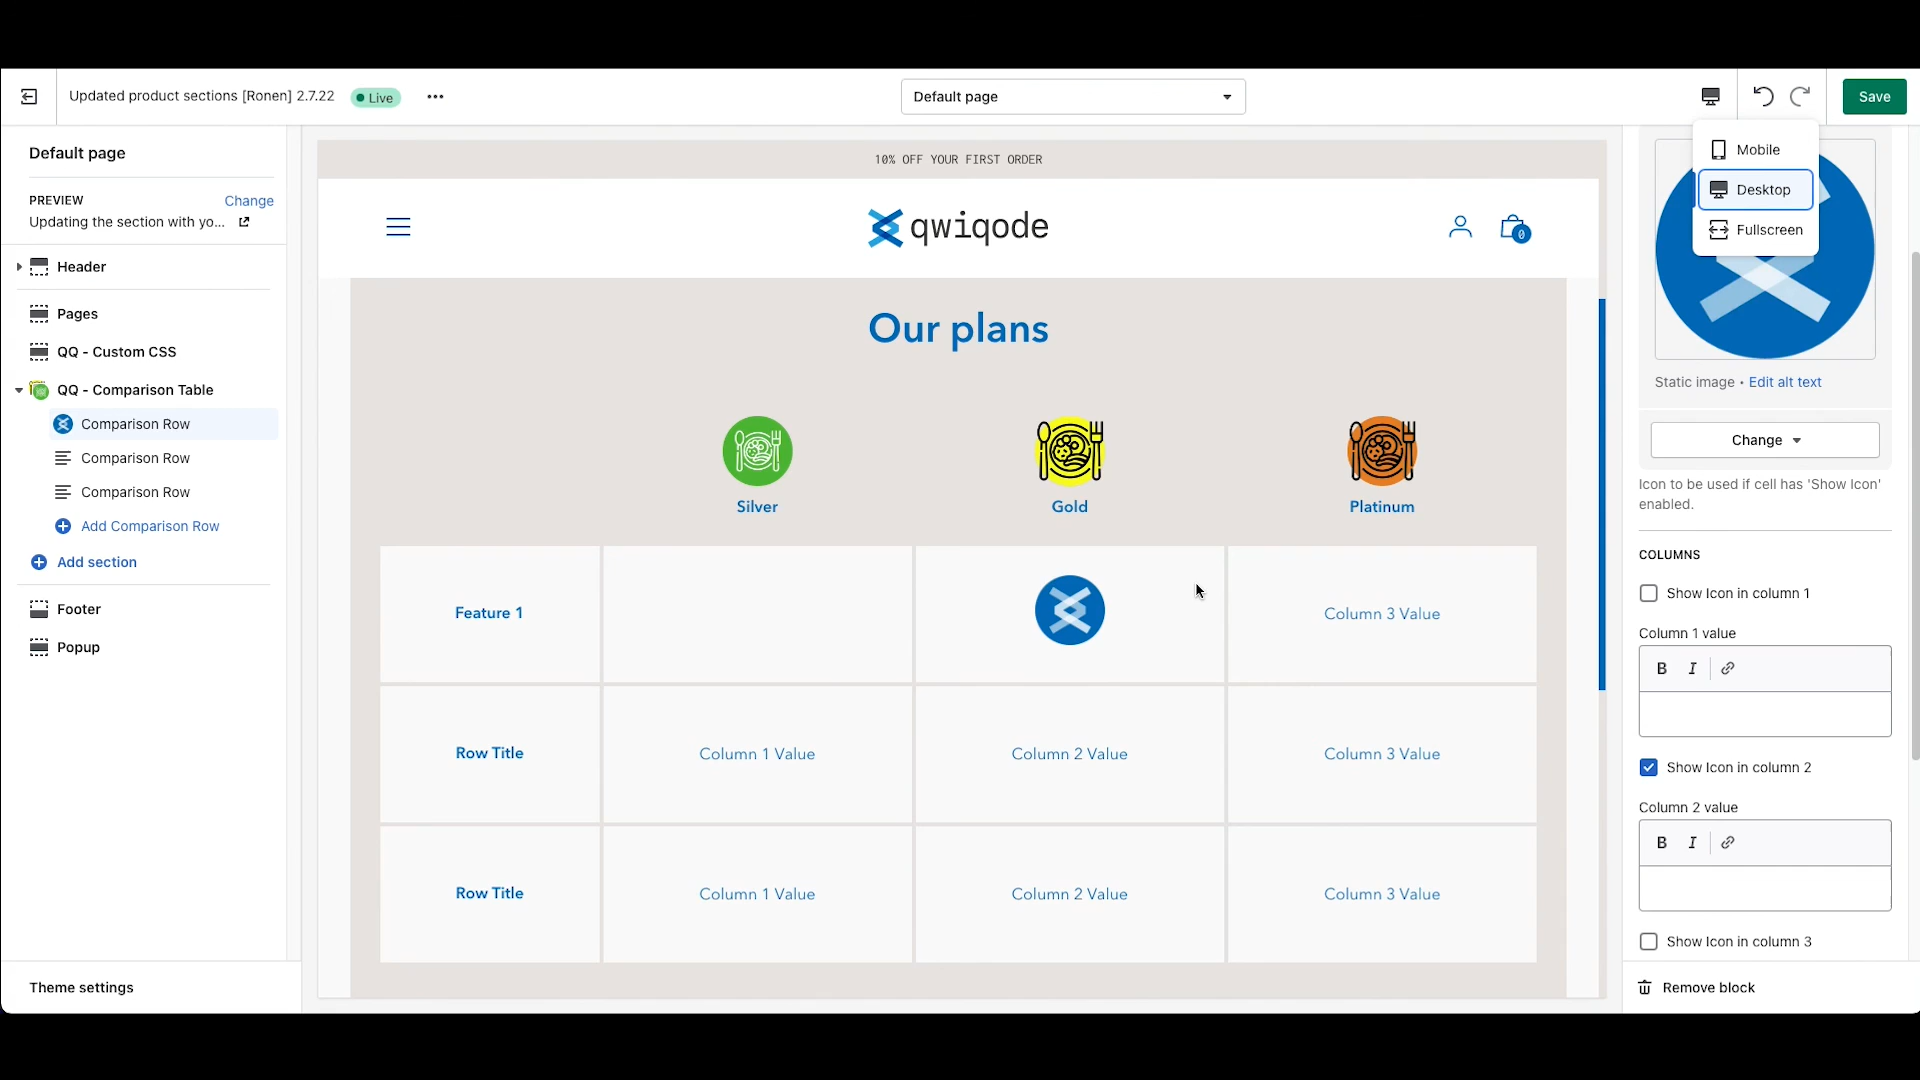 Updated product sections [Ronen] 2.7.22
Live
Default page
Save
Default page
PREVIEW
Change
Updating the section with yo...
Header
Pages
QQ - Custom CSS
QQ - Comparison Table
Comparison Row
Comparison Row
Comparison Row
Add Comparison Row
Add section
Footer
Popup
Theme settings
10% OFF YOUR FIRST ORDER
qwiqode
0
Our plans
Silver
Gold
Platinum
Feature 1
Column 3 Value
Row Title
Column 1 Value
Column 2 Value
Column 3 Value
Row Title
Column 1 Value
Column 2 Value
Column 3 Value
Mobile
Desktop
Fullscreen
Static image • Edit alt text
Change
Icon to be used if cell has 'Show Icon'
enabled.
COLUMNS
Show Icon in column 1
Column 1 value
B I
Show Icon in column 2
Column 2 value
B I
Show Icon in column 3
Remove block